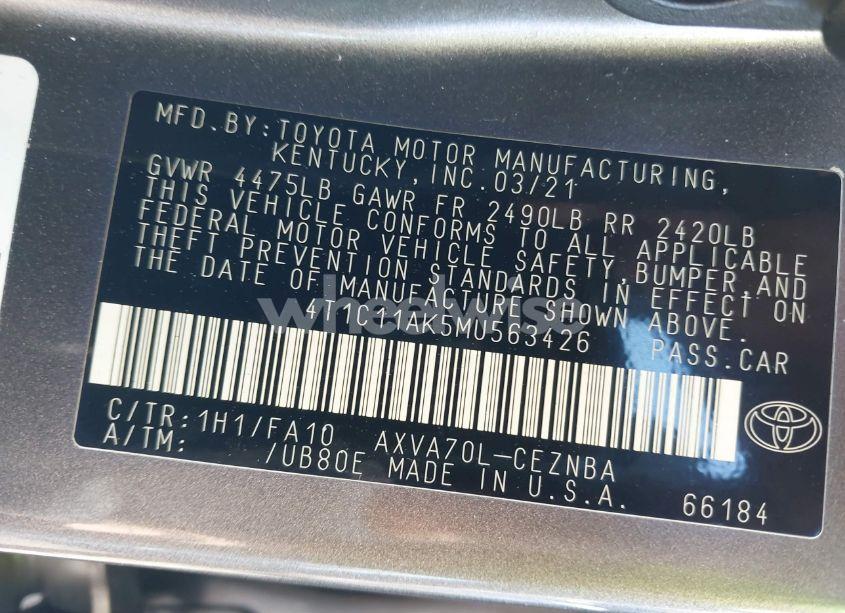 MFD.BY:TOYOTA MOTOR MANUFACTURING,
KENTUCKY,INC.03/21
GVWR 4475LB GAWR FR 2490LB RR 2420LB
THIS VEHICLE CONFORMS TO ALL APPLICABLE
FEDERAL MOTOR VEHICLE SAFETY,BUMPER,AND
THEFT PREVENTION STANDARDS IN EFFECT ON
THE DATE OF MANUFACTURE SHOWN ABOVE.
4T1C11AK5MU563426 PASS.CAR
wheelwise
C/TR:1H1/FA10 AXVA70L-CEZNBA
A/TM: /UB80E MADE IN U.S.A. 66184